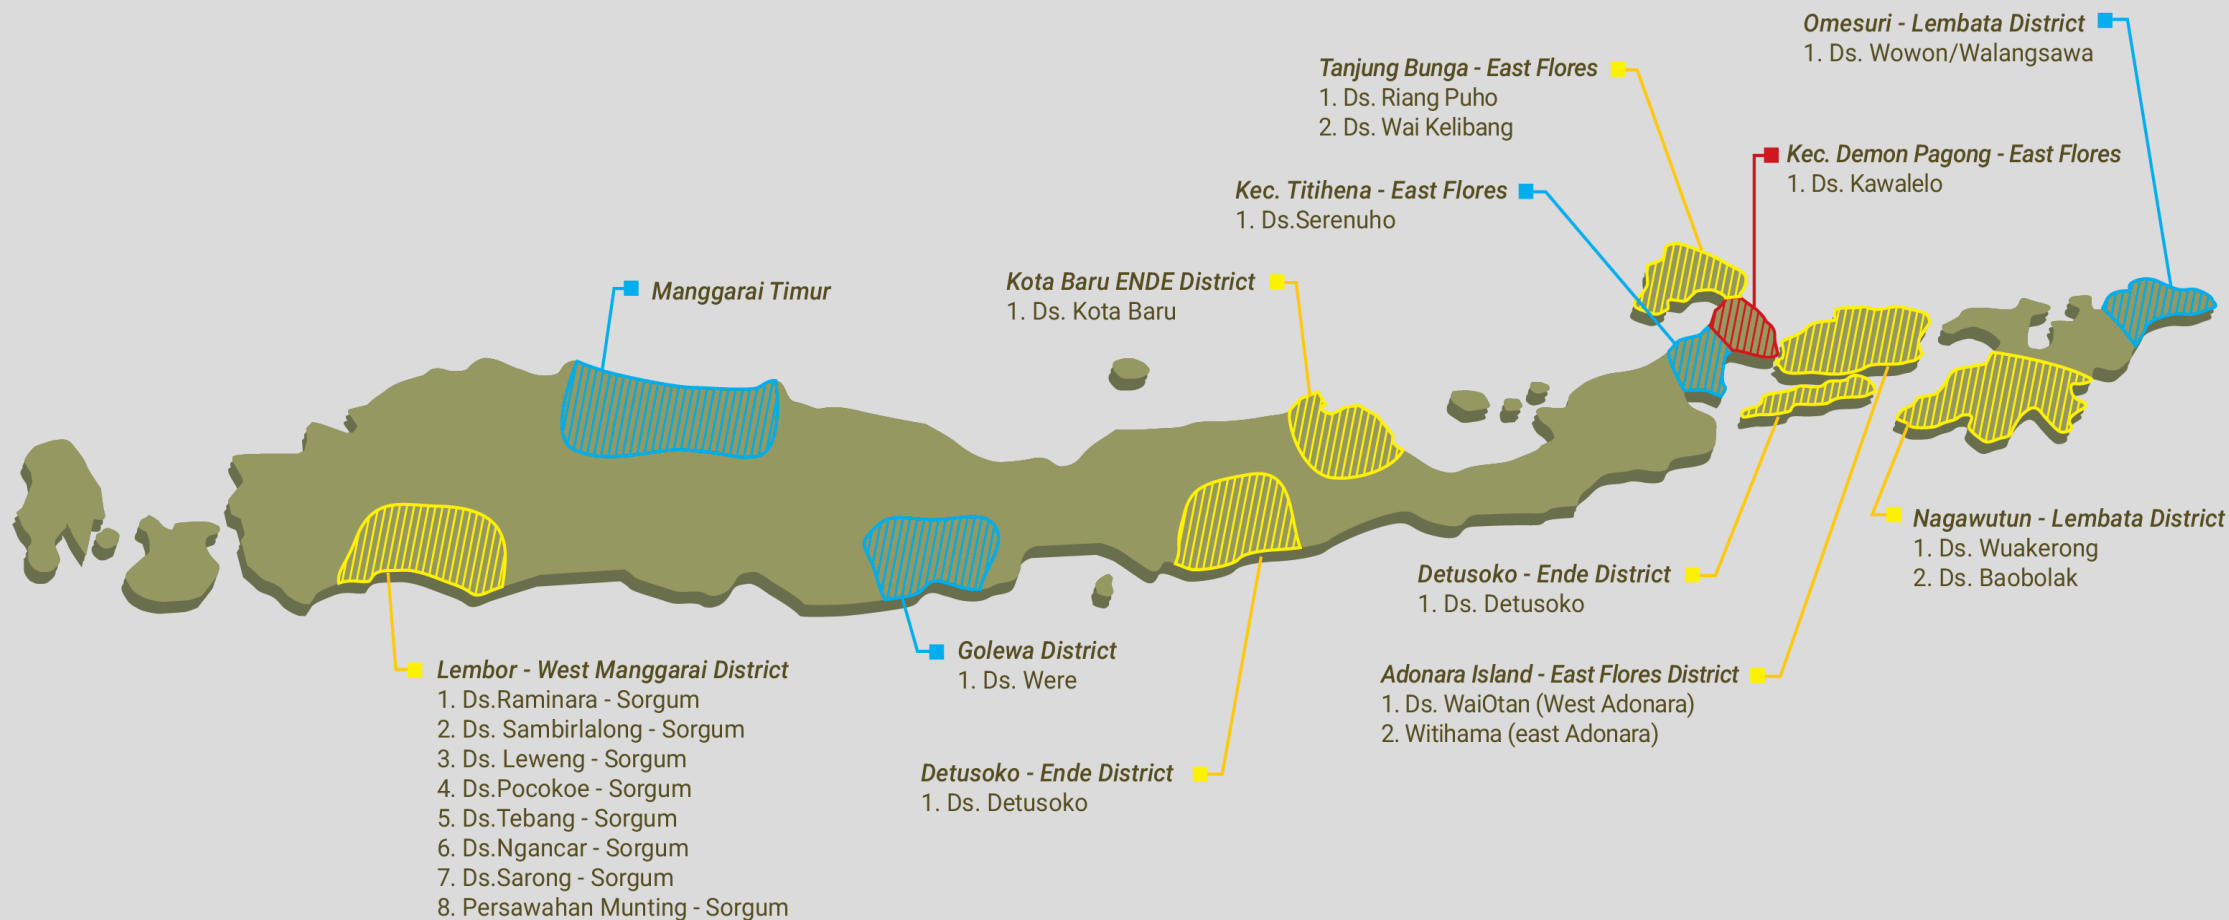 Omesuri - Lembata District
1. Ds. Wowon/Walangsawa
Tanjung Bunga - East Flores
1. Ds. Riang Puho
2. Ds. Wai Kelibang
Kec. Demon Pagong - East Flores
1. Ds. Kawalelo
Kec. Titihena - East Flores
1. Ds.Serenuho
Kota Baru ENDE District
1. Ds. Kota Baru
Manggarai Timur
Nagawutun - Lembata District
1. Ds. Wuakerong
2. Ds. Baobolak
Detusoko - Ende District
1. Ds. Detusoko
Golewa District
1. Ds. Were
Lembor - West Manggarai District
1. Ds.Raminara - Sorgum
2. Ds. Sambirlalong - Sorgum
3. Ds. Leweng - Sorgum
4. Ds.Pocokoe - Sorgum
5. Ds.Tebang - Sorgum
6. Ds.Ngancar - Sorgum
7. Ds.Sarong - Sorgum
8. Persawahan Munting - Sorgum
Adonara Island - East Flores District
1. Ds. WaiOtan (West Adonara)
2. Witihama (east Adonara)
Detusoko - Ende District
1. Ds. Detusoko